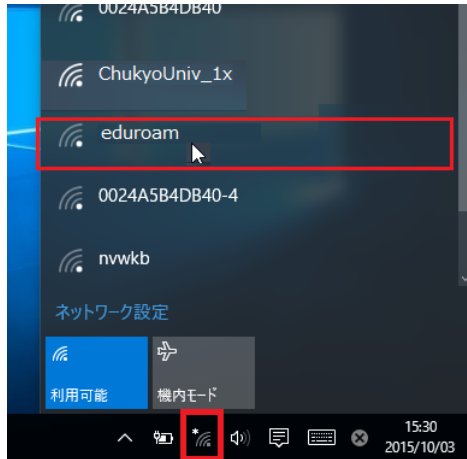 0024A5B4DB40
ChukyoUniv_1x
eduroam
0024A5B4DB40-4
nvwkb
ネットワーク設定
利用可能
機内モード
15:30
2015/10/03